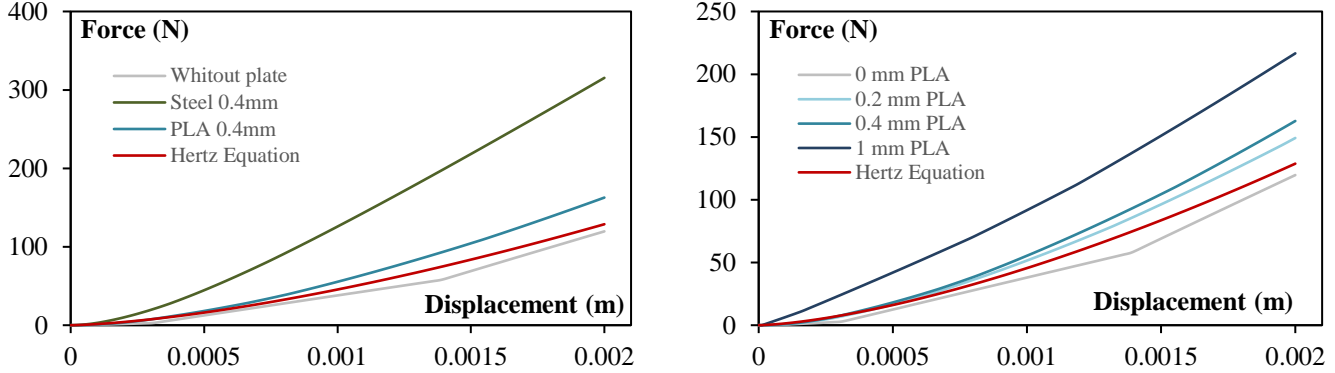 400
300
200
100
0
Force (N)
Whitout plate
Steel 0.4mm
PLA 0.4mm
Hertz Equation
Displacement (m)
0 0.0005 0.001 0.0015 0.002
250
200
150
100
50
0
Force (N)
0 mm PLA
0.2 mm PLA
0.4 mm PLA
1 mm PLA
Hertz Equation
Displacement (m)
0 0.0005 0.001 0.0015 0.002